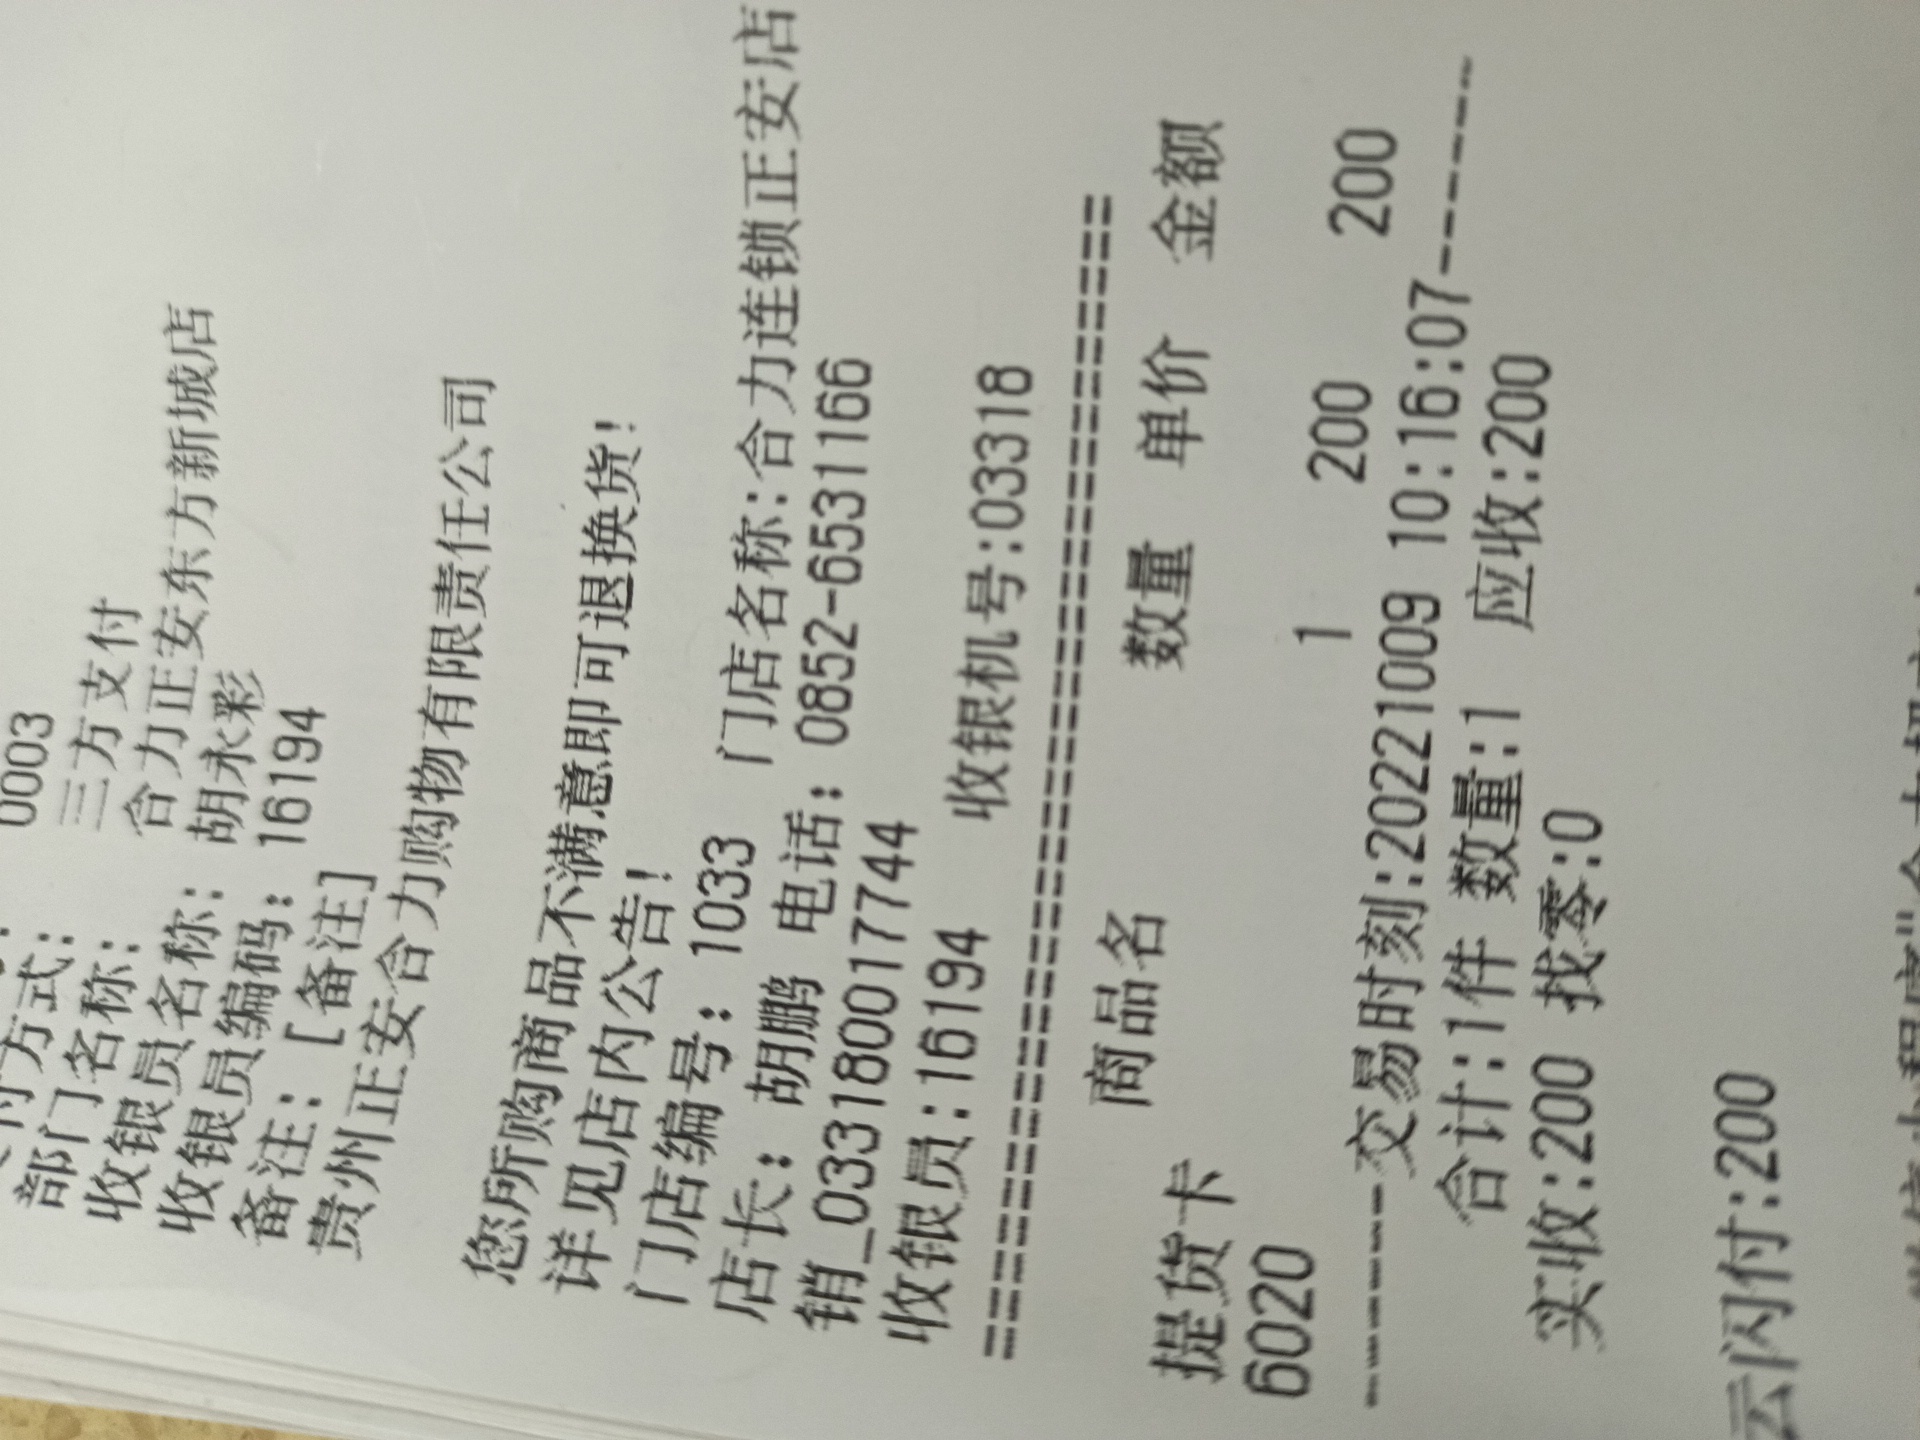 0003
付方式: 三方支付
部门名称: 合力正安东方新城店
收银员名称: 胡永彩
收银员编码: 16194
备注: [备注]
贵州正安合力购物有限责任公司
您所购商品不满意即可退换货!
详见店内公告!
门店编号: 1033 门店名称:合力连锁正安店
店长: 胡鹏 电话: 0852-6531166
销_0331800017744
收银员:16194 收银机号:03318
==========================================
商品名 数量 单价 金额
提货卡
6020 1 200 200
--------交易时刻:20221009 10:16:07--------
合计:1件 数量:1 应收:200
实收:200 找零:0
云闪付:200